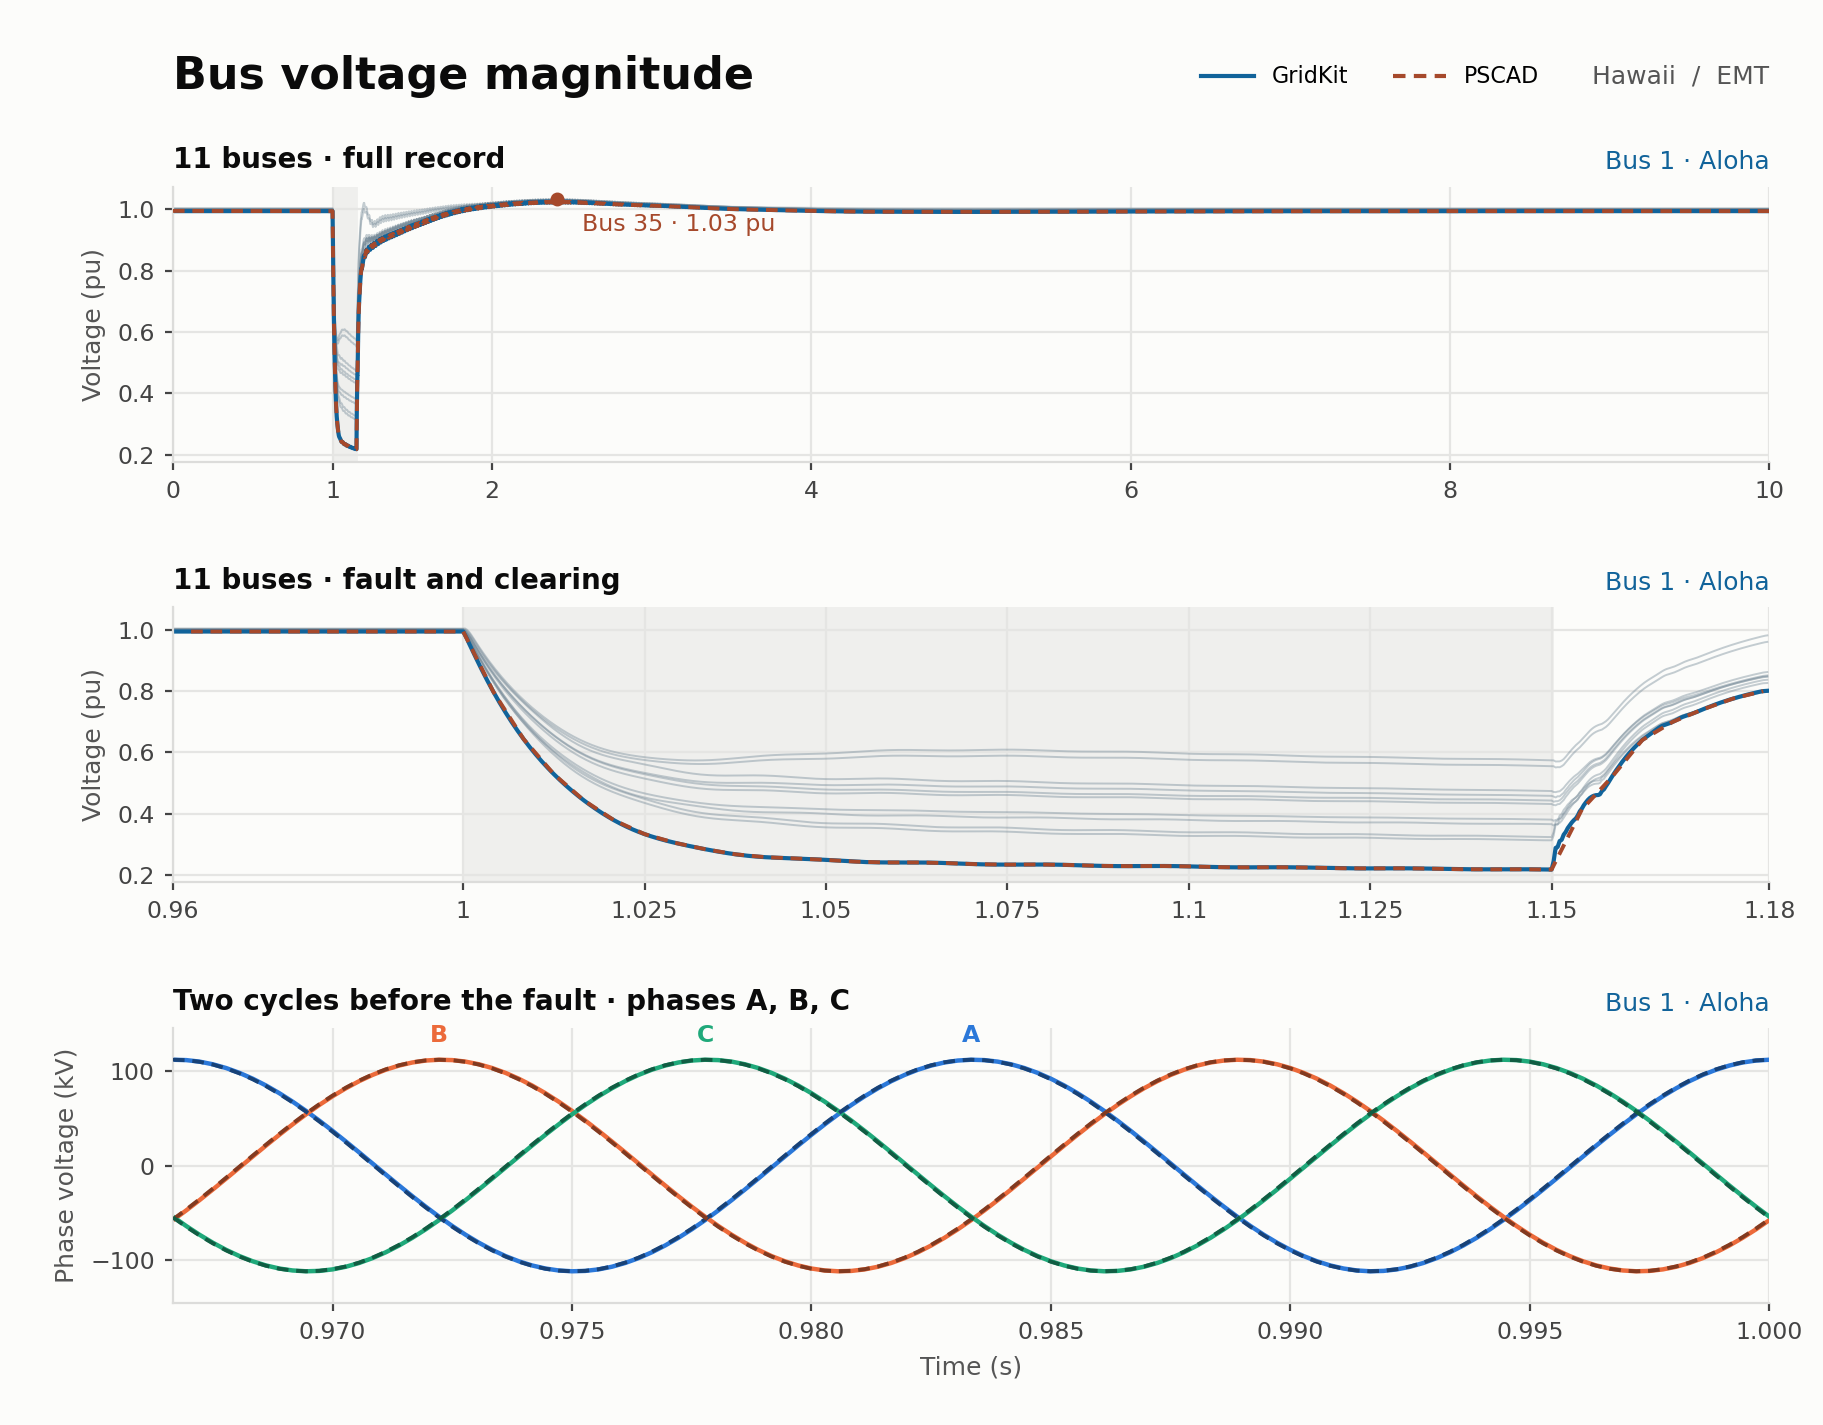 Bus voltage magnitude
GridKit
PSCAD
Hawaii / EMT
11 buses · full record
Bus 1 · Aloha
Voltage (pu)
1.0
0.8
0.6
0.4
0.2
Bus 35 · 1.03 pu
0 1 2 4 6 8 10
11 buses · fault and clearing
Bus 1 · Aloha
Voltage (pu)
1.0
0.8
0.6
0.4
0.2
0.96 1 1.025 1.05 1.075 1.1 1.125 1.15 1.18
Two cycles before the fault · phases A, B, C
Bus 1 · Aloha
B C A
Phase voltage (kV)
100
0
−100
0.970 0.975 0.980 0.985 0.990 0.995 1.000
Time (s)